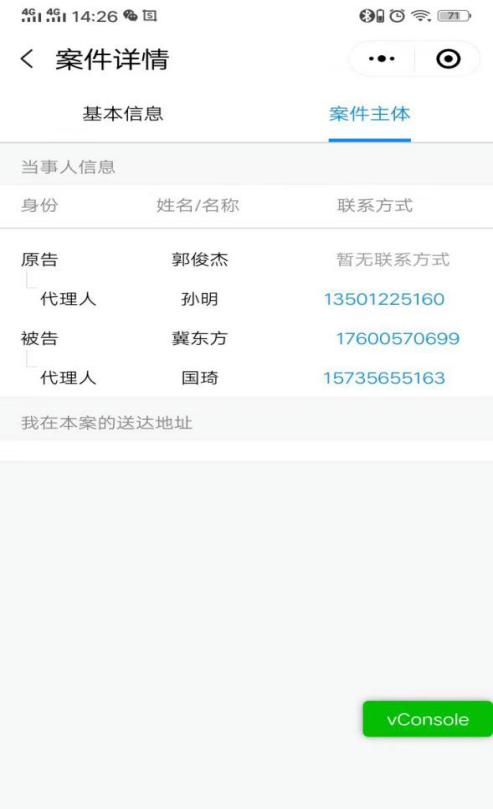 4G 4G 14:26 71
案件详情
基本信息 案件主体
当事人信息
身份 姓名/名称 联系方式
原告 郭俊杰 暂无联系方式
代理人 孙明 13501225160
被告 冀东方 17600570699
代理人 国琦 15735655163
我在本案的送达地址
vConsole